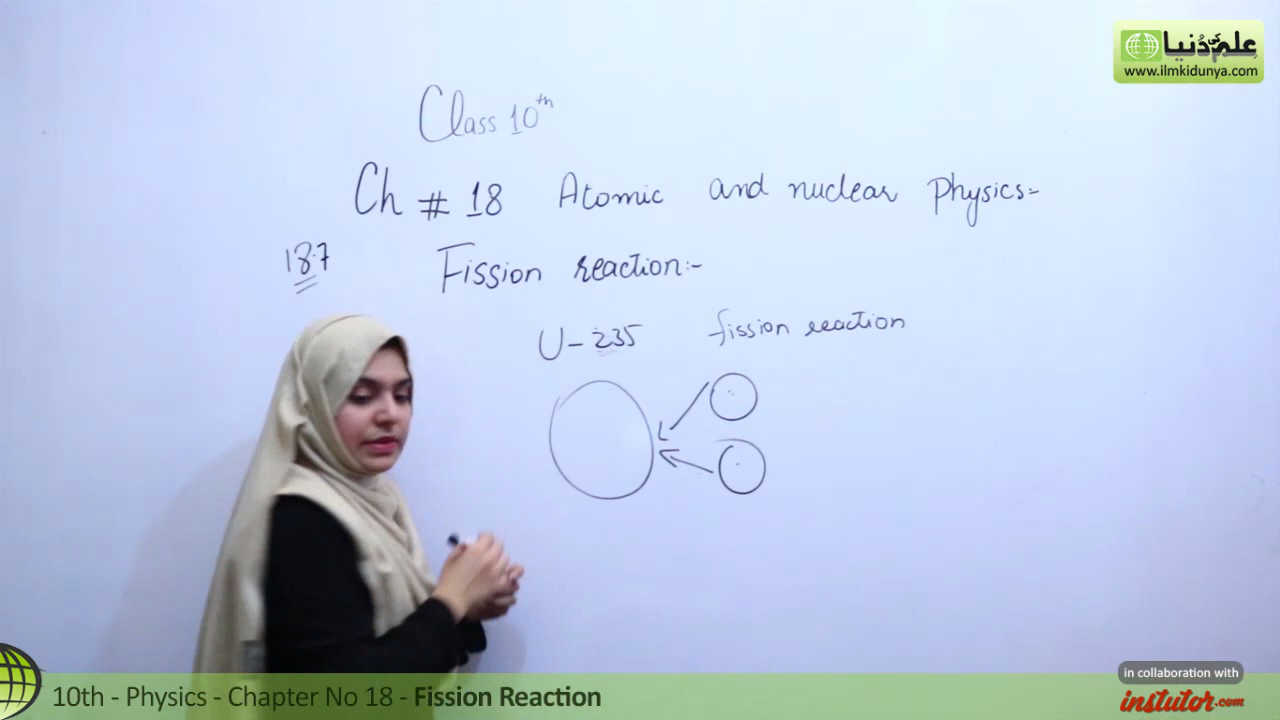 علم کی دُنیا
www.ilmkidunya.com
Class 10th
Ch # 18 Atomic and nuclear Physics:-
18.7 Fission reaction:-
U-235 fission reaction
in collaboration with
instutor.com
10th - Physics - Chapter No 18 - Fission Reaction